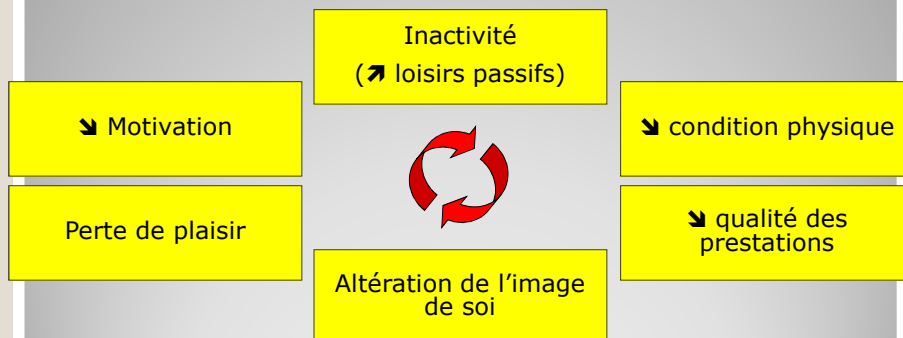 Inactivité
(↗ loisirs passifs)
↘ Motivation
↘ condition physique
Perte de plaisir
↘ qualité des
prestations
Altération de l’image
de soi